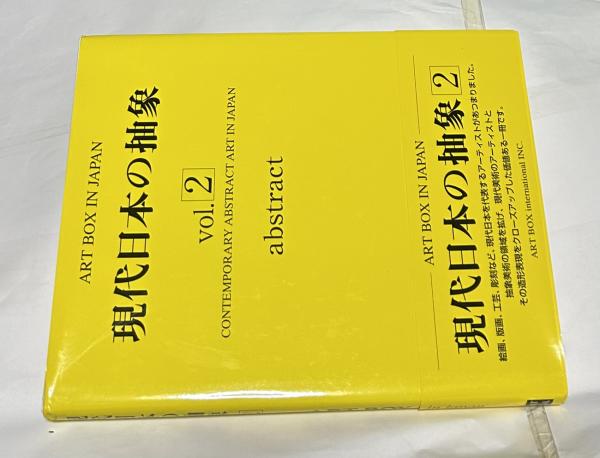 ART BOX IN JAPAN
現代日本の抽象
vol.2
CONTEMPORARY ABSTRACT ART IN JAPAN
abstract
ART BOX IN JAPAN
現代日本の抽象 2
絵画、版画、工芸、彫刻など、現代日本を代表するアーティストがあつまりました。
抽象美術の領域を拡げ、現代美術のアーティストと
その造形表現をクローズアップした価値ある一冊です。
ART BOX international INC.
ART BOX in Japan